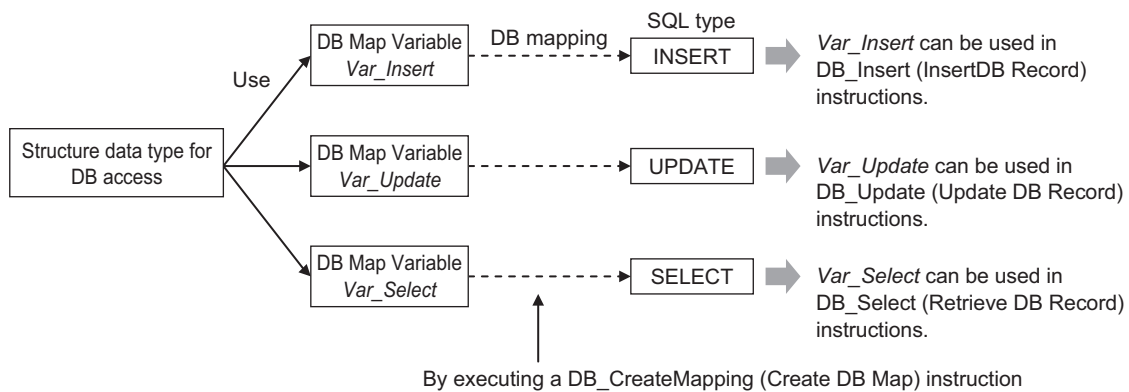 SQL type
DB Map Variable
Var_Insert
DB mapping
INSERT
Var_Insert can be used in
DB_Insert (InsertDB Record)
instructions.
Use
Structure data type for
DB access
DB Map Variable
Var_Update
UPDATE
Var_Update can be used in
DB_Update (Update DB Record)
instructions.
DB Map Variable
Var_Select
SELECT
Var_Select can be used in
DB_Select (Retrieve DB Record)
instructions.
By executing a DB_CreateMapping (Create DB Map) instruction